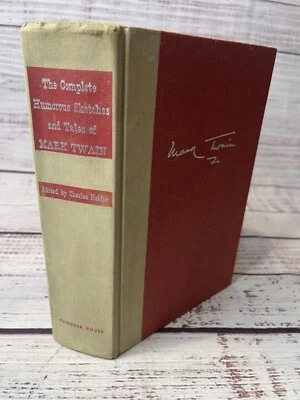 The Complete
Humorous Sketches
and Tales of
MARK TWAIN
Edited by Charles Neider
HANOVER HOUSE
Mark Twain